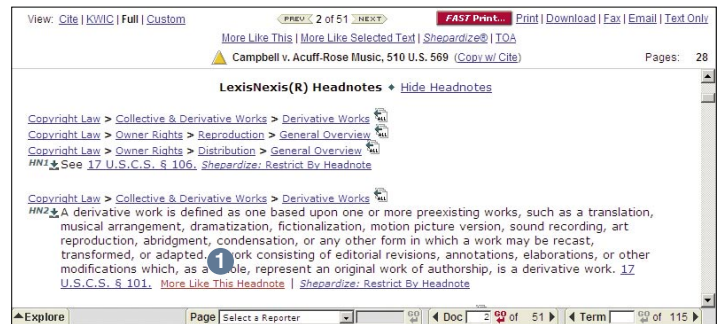 View: Cite | KWIC | Full | Custom PREV 2 of 51 NEXT FAST Print... Print | Download | Fax | Email | Text Only
More Like This | More Like Selected Text | Shepardize® | TOA
Campbell v. Acuff-Rose Music, 510 U.S. 569 (Copy w/ Cite) Pages: 28
LexisNexis(R) Headnotes ◆ Hide Headnotes
Copyright Law > Collective & Derivative Works > Derivative Works
Copyright Law > Owner Rights > Reproduction > General Overview
Copyright Law > Owner Rights > Distribution > General Overview
HN1 See 17 U.S.C.S. § 106. Shepardize: Restrict By Headnote
Copyright Law > Collective & Derivative Works > Derivative Works
HN2 A derivative work is defined as one based upon one or more preexisting works, such as a translation,
musical arrangement, dramatization, fictionalization, motion picture version, sound recording, art
reproduction, abridgment, condensation, or any other form in which a work may be recast,
transformed, or adapted. 1 work consisting of editorial revisions, annotations, elaborations, or other
modifications which, as a represent an original work of authorship, is a derivative work. 17
U.S.C.S. § 101. More Like This Headnote | Shepardize: Restrict By Headnote
Explore Page Select a Reporter GO Doc 2 GO of 51 Term GO of 115